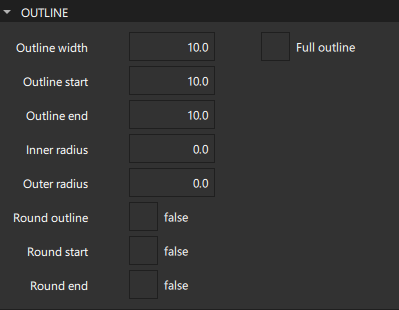 OUTLINE
Outline width 10.0 Full outline
Outline start 10.0
Outline end 10.0
Inner radius 0.0
Outer radius 0.0
Round outline false
Round start false
Round end false